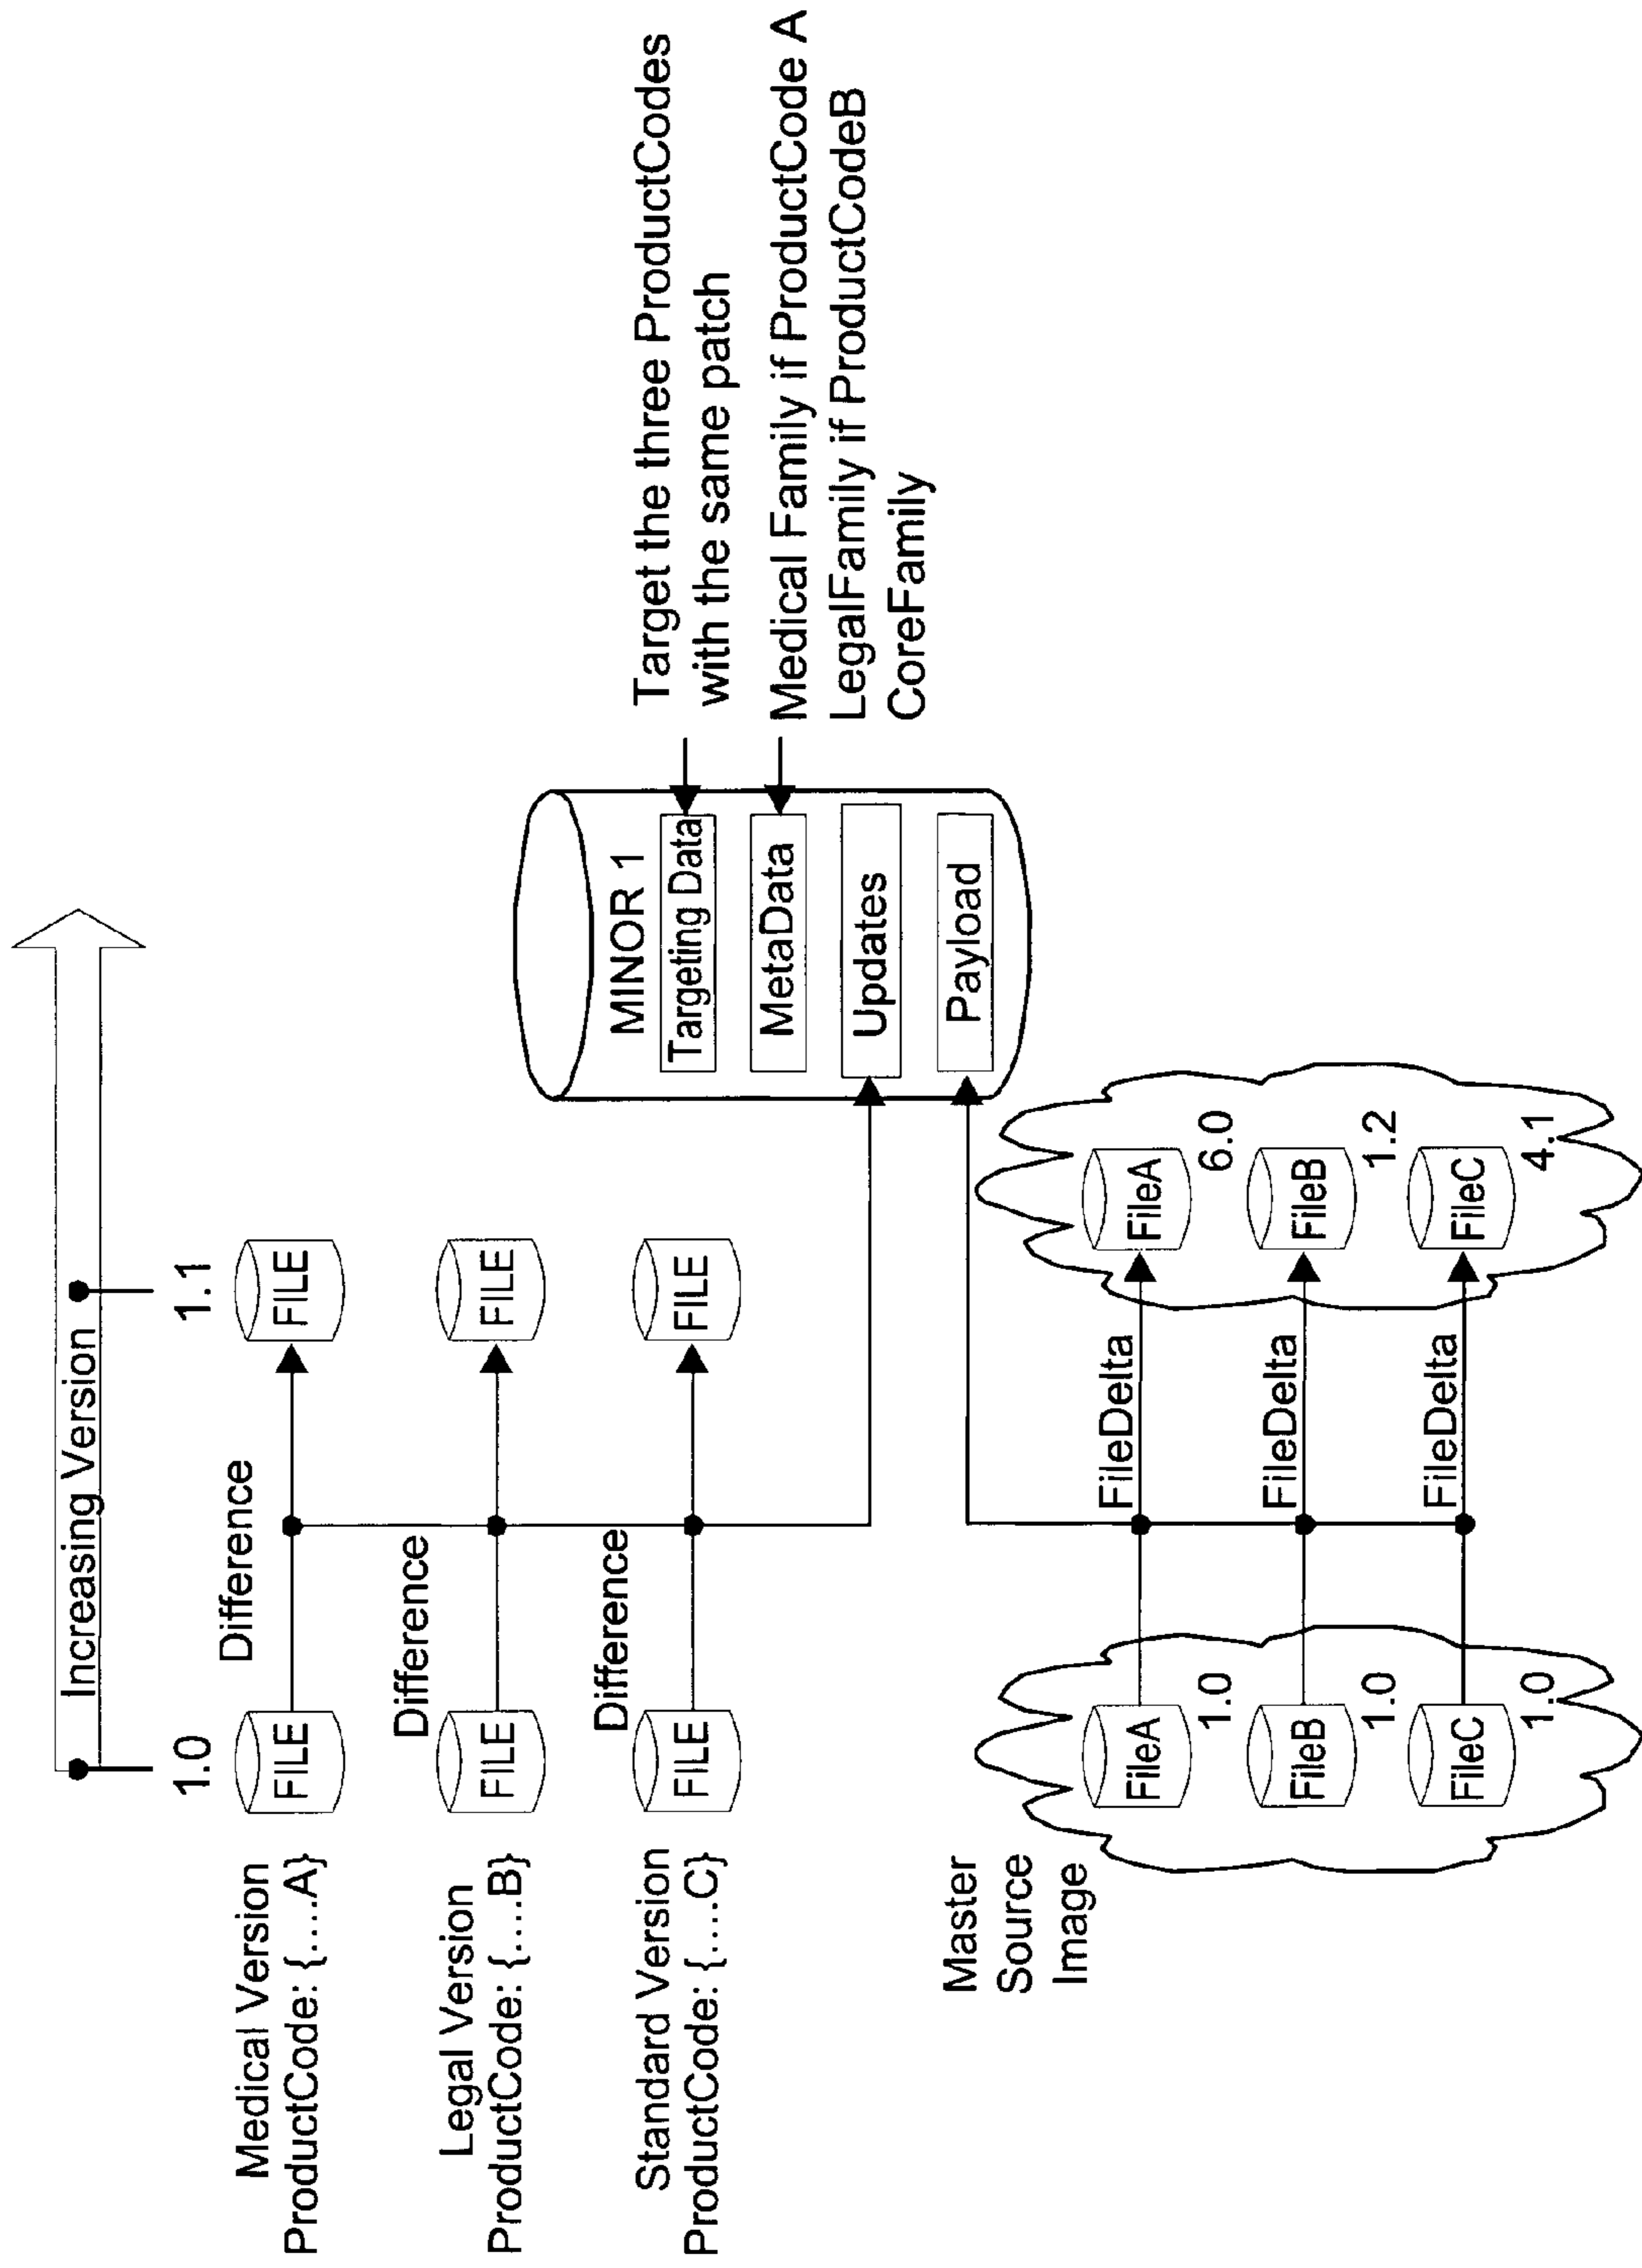 Increasing Version
1.0
1.1
Medical Version
ProductCode: {....A}
FILE
Difference
FILE
Legal Version
ProductCode: {....B}
FILE
Difference
FILE
Standard Version
ProductCode: {....C}
FILE
Difference
FILE
MINOR 1
Targeting Data
MetaData
Updates
Payload
Target the three ProductCodes
with the same patch
Medical Family if ProductCode A
LegalFamily if ProductCodeB
CoreFamily
Master
Source
Image
FileA
1.0
FileDelta
FileA
6.0
FileB
1.0
FileDelta
FileB
1.2
FileC
1.0
FileDelta
FileC
4.1